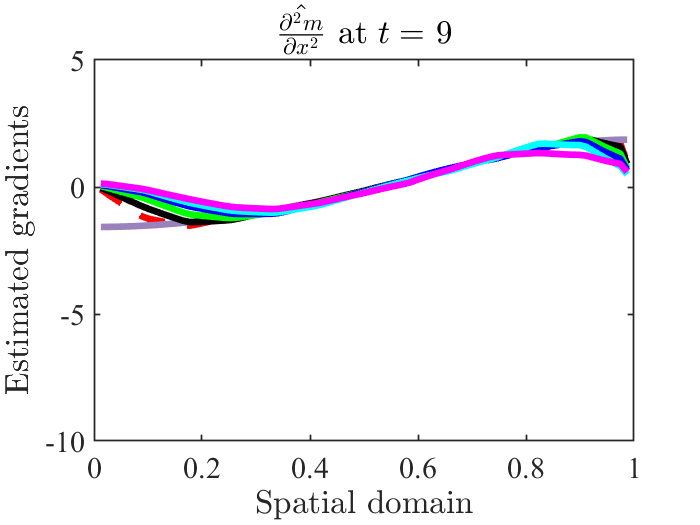 ∂²m̂/∂x² at t = 9
5
0
-5
-10
0 0.2 0.4 0.6 0.8 1
Estimated gradients
Spatial domain